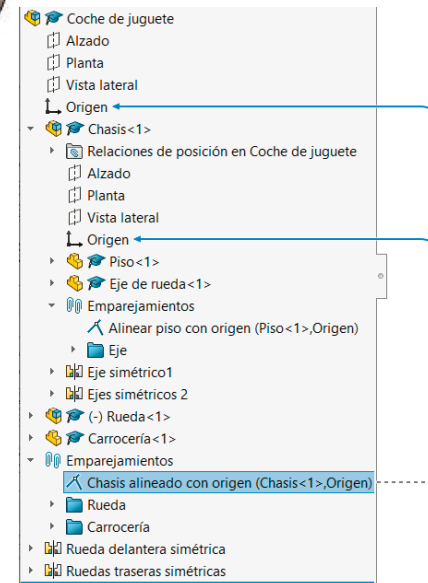 Coche de juguete
Alzado
Planta
Vista lateral
Origen
Chasis<1>
Relaciones de posición en Coche de juguete
Alzado
Planta
Vista lateral
Origen
Piso<1>
Eje de rueda<1>
Emparejamientos
Alinear piso con origen (Piso<1>,Origen)
Eje
Eje simétrico1
Ejes simétricos 2
(-) Rueda<1>
Carrocería<1>
Emparejamientos
Chasis alineado con origen (Chasis<1>,Origen)
Rueda
Carrocería
Rueda delantera simétrica
Ruedas traseras simétricas